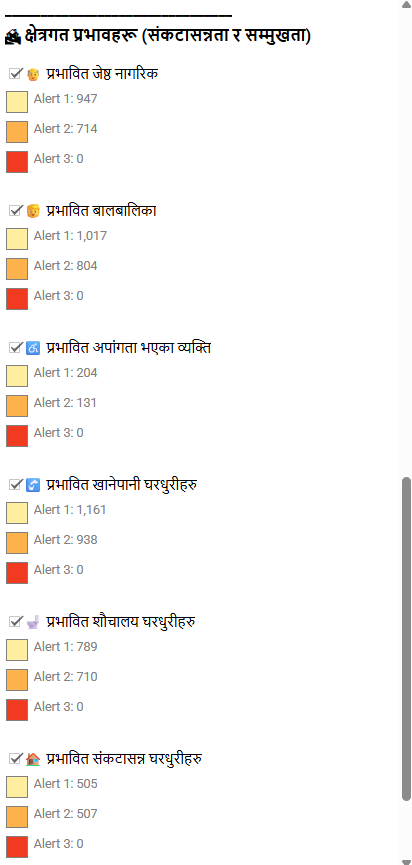 क्षेत्रगत प्रभावहरू (संकटासन्नता र सम्मुखता)
प्रभावित जेष्ठ नागरिक
Alert 1: 947
Alert 2: 714
Alert 3: 0
प्रभावित बालबालिका
Alert 1: 1,017
Alert 2: 804
Alert 3: 0
प्रभावित अपांगता भएका व्यक्ति
Alert 1: 204
Alert 2: 131
Alert 3: 0
प्रभावित खानेपानी घरधुरीहरु
Alert 1: 1,161
Alert 2: 938
Alert 3: 0
प्रभावित शौचालय घरधुरीहरु
Alert 1: 789
Alert 2: 710
Alert 3: 0
प्रभावित संकटासन्न घरधुरीहरु
Alert 1: 505
Alert 2: 507
Alert 3: 0